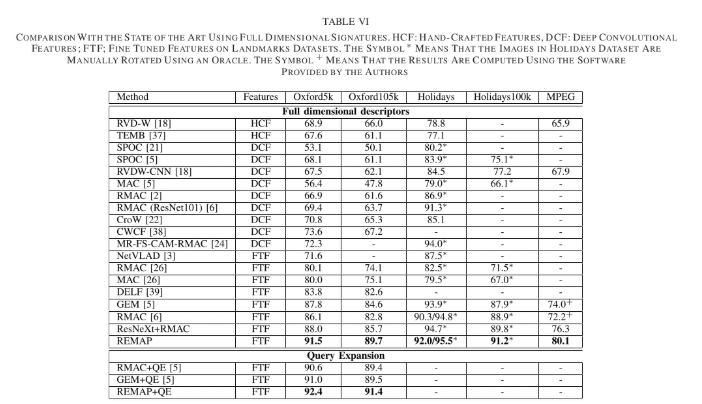 TABLE VI
COMPARISON WITH THE STATE OF THE ART USING FULL DIMENSIONAL SIGNATURES. HCF: HAND-CRAFTED FEATURES, DCF: DEEP CONVOLUTIONAL
FEATURES; FTF; FINE TUNED FEATURES ON LANDMARKS DATASETS. THE SYMBOL * MEANS THAT THE IMAGES IN HOLIDAYS DATASET ARE
MANUALLY ROTATED USING AN ORACLE. THE SYMBOL + MEANS THAT THE RESULTS ARE COMPUTED USING THE SOFTWARE
PROVIDED BY THE AUTHORS
Method Features Oxford5k Oxford105k Holidays Holidays100k MPEG
Full dimensional descriptors
RVD-W [18] HCF 68.9 66.0 78.8 - 65.9
TEMB [37] HCF 67.6 61.1 77.1 - -
SPOC [21] DCF 53.1 50.1 80.2* - -
SPOC [5] DCF 68.1 61.1 83.9* 75.1* -
RVDW-CNN [18] DCF 67.5 62.1 84.5 77.2 67.9
MAC [5] DCF 56.4 47.8 79.0* 66.1* -
RMAC [2] DCF 66.9 61.6 86.9* - -
RMAC (ResNet101) [6] DCF 69.4 63.7 91.3* - -
CroW [22] DCF 70.8 65.3 85.1 - -
CWCF [38] DCF 73.6 67.2 - - -
MR-FS-CAM-RMAC [24] DCF 72.3 - 94.0* - -
NetVLAD [3] FTF 71.6 - 87.5* - -
RMAC [26] FTF 80.1 74.1 82.5* 71.5* -
MAC [26] FTF 80.0 75.1 79.5* 67.0* -
DELF [39] FTF 83.8 82.6 - - -
GEM [5] FTF 87.8 84.6 93.9* 87.9* 74.0+
RMAC [6] FTF 86.1 82.8 90.3/94.8* 88.9* 72.2+
ResNeXt+RMAC FTF 88.0 85.7 94.7* 89.8* 76.3
REMAP FTF 91.5 89.7 92.0/95.5* 91.2* 80.1
Query Expansion
RMAC+QE [5] FTF 90.6 89.4 - - -
GEM+QE [5] FTF 91.0 89.5 - - -
REMAP+QE FTF 92.4 91.4 - - -